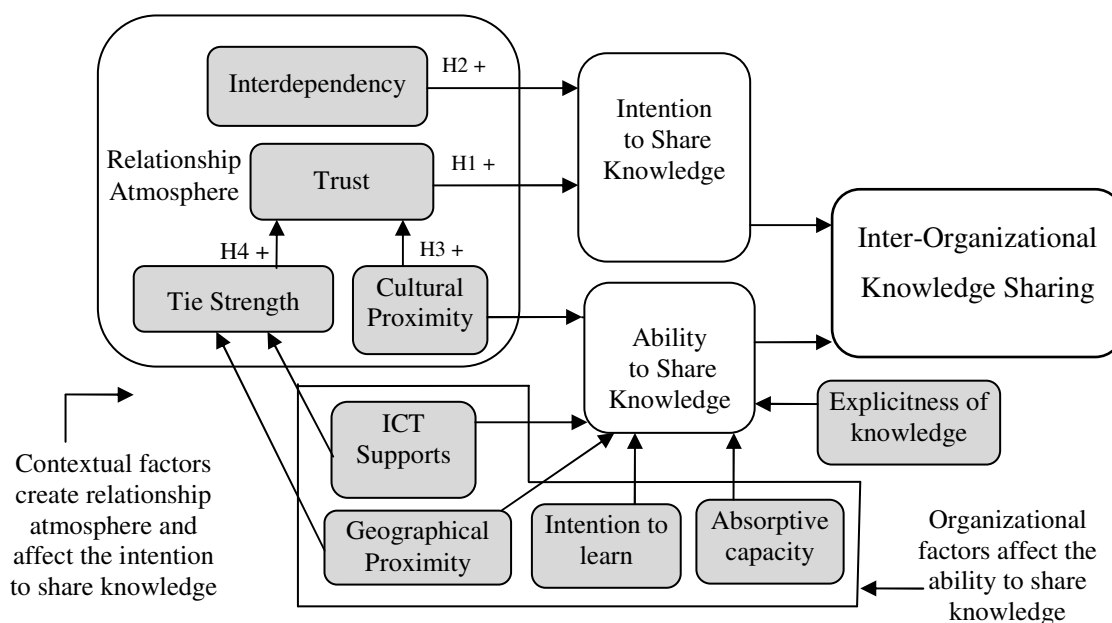 H2 +
Interdependency
Intention
to Share
Knowledge
Relationship
Atmosphere
Trust
H1 +
H4 +
H3 +
Inter-Organizational
Knowledge Sharing
Tie Strength
Cultural
Proximity
Ability
to Share
Knowledge
ICT
Supports
Explicitness of
knowledge
Contextual factors
create relationship
atmosphere and
affect the intention
to share knowledge
Geographical
Proximity
Intention to
learn
Absorptive
capacity
Organizational
factors affect the
ability to share
knowledge